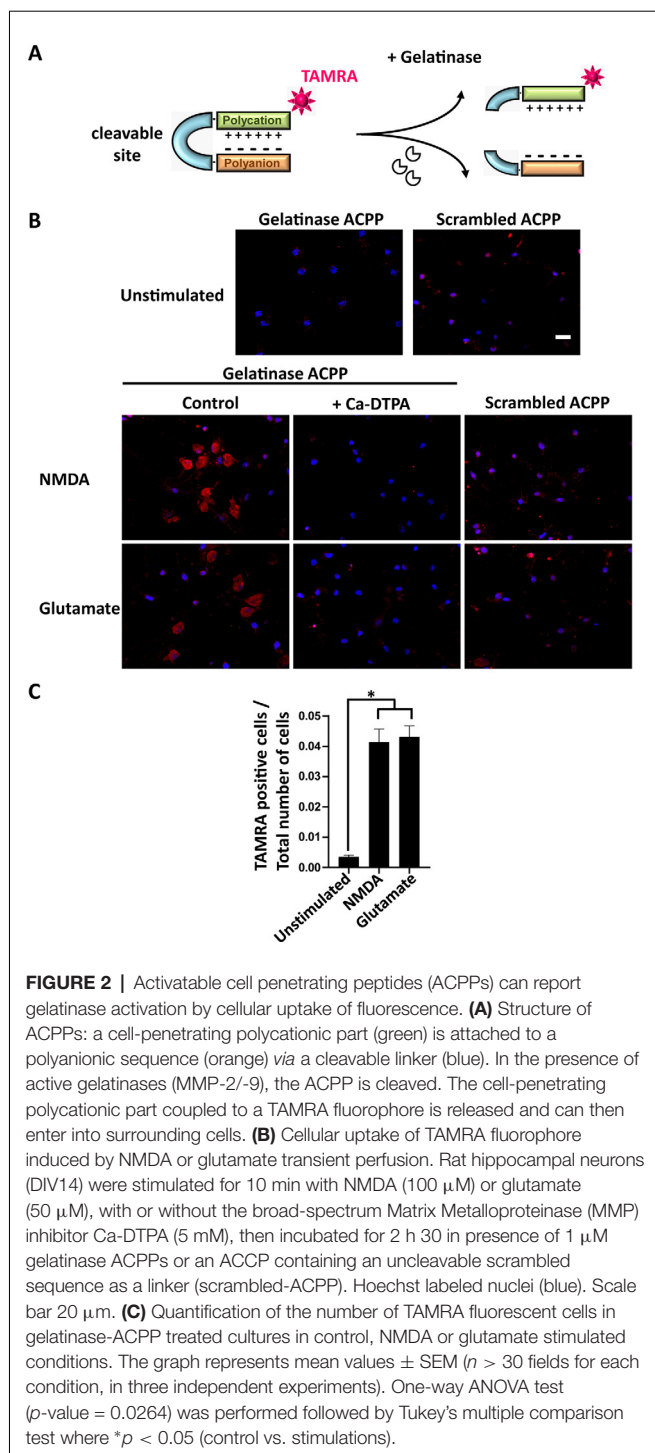 A
TAMRA
+ Gelatinase
Polycation
++++++
cleavable
site
- - - - -
Polyanion
++++++
- - - - - -
B
Gelatinase ACPP
Scrambled ACPP
Unstimulated
Gelatinase ACPP
Control
+ Ca-DTPA
Scrambled ACPP
NMDA
Glutamate
C
*
TAMRA positive cells /
Total number of cells
0.05
0.04
0.03
0.02
0.01
0.00
Unstimulated
NMDA
Glutamate
FIGURE 2 | Activatable cell penetrating peptides (ACPPs) can report
gelatinase activation by cellular uptake of fluorescence. (A) Structure of
ACPPs: a cell-penetrating polycationic part (green) is attached to a
polyanionic sequence (orange) via a cleavable linker (blue). In the presence of
active gelatinases (MMP-2/-9), the ACPP is cleaved. The cell-penetrating
polycationic part coupled to a TAMRA fluorophore is released and can then
enter into surrounding cells. (B) Cellular uptake of TAMRA fluorophore
induced by NMDA or glutamate transient perfusion. Rat hippocampal neurons
(DIV14) were stimulated for 10 min with NMDA (100 μM) or glutamate
(50 μM), with or without the broad-spectrum Matrix Metalloproteinase (MMP)
inhibitor Ca-DTPA (5 mM), then incubated for 2 h 30 in presence of 1 μM
gelatinase ACPPs or an ACCP containing an uncleavable scrambled
sequence as a linker (scrambled-ACPP). Hoechst labeled nuclei (blue). Scale
bar 20 μm. (C) Quantification of the number of TAMRA fluorescent cells in
gelatinase-ACPP treated cultures in control, NMDA or glutamate stimulated
conditions. The graph represents mean values ± SEM (n > 30 fields for each
condition, in three independent experiments). One-way ANOVA test
(p-value = 0.0264) was performed followed by Tukey's multiple comparison
test where *p < 0.05 (control vs. stimulations).